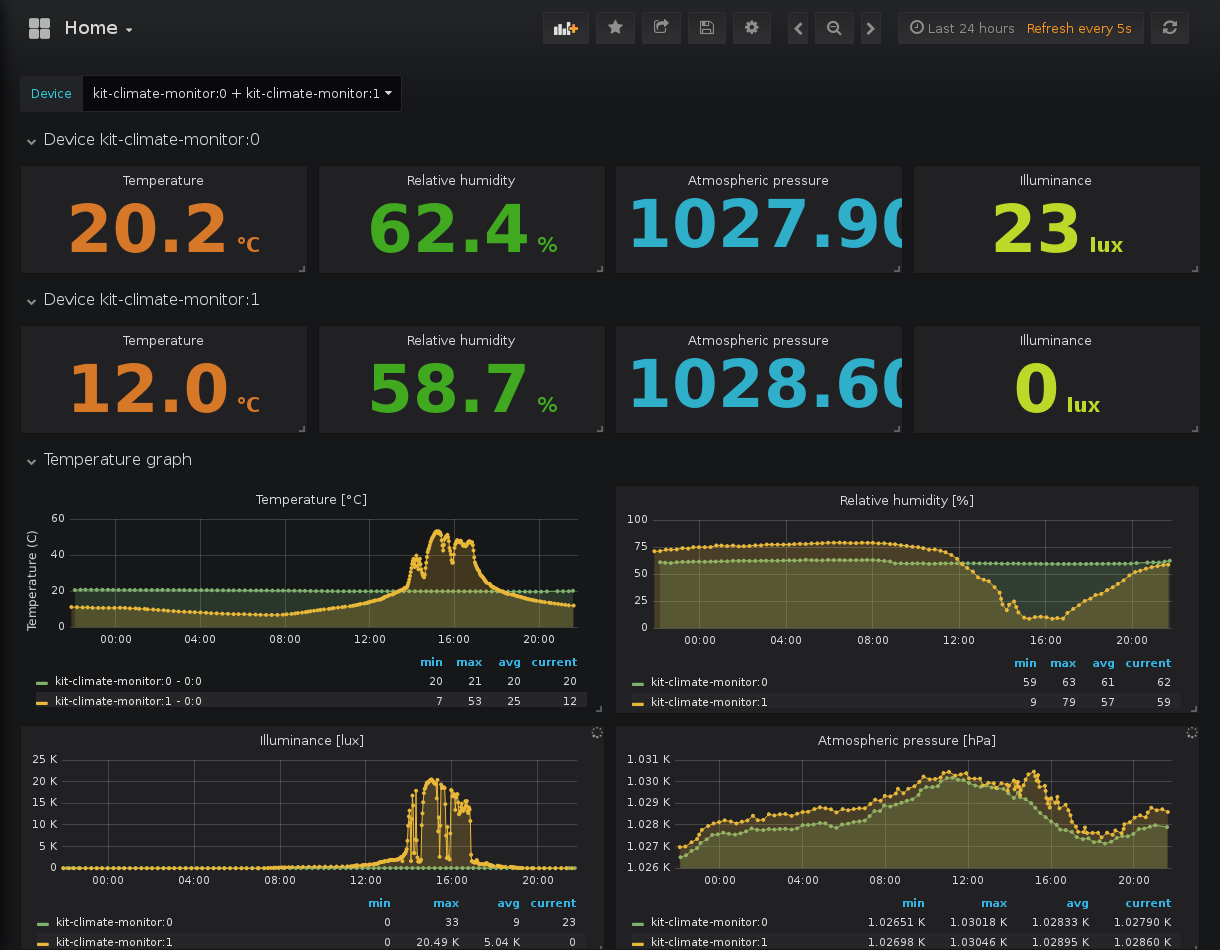 Home
Last 24 hours Refresh every 5s
Device kit-climate-monitor:0 + kit-climate-monitor:1
Device kit-climate-monitor:0
Temperature Relative humidity Atmospheric pressure Illuminance
20.2 °C 62.4 % 1027.90 23 lux
Device kit-climate-monitor:1
Temperature Relative humidity Atmospheric pressure Illuminance
12.0 °C 58.7 % 1028.60 0 lux
Temperature graph
Temperature [°C]
Temperature (C)
60
40
20
0
00:00 04:00 08:00 12:00 16:00 20:00
min max avg current
kit-climate-monitor:0 - 0:0 20 21 20 20
kit-climate-monitor:1 - 0:0 7 53 25 12
Relative humidity [%]
100
75
50
25
0
00:00 04:00 08:00 12:00 16:00 20:00
min max avg current
kit-climate-monitor:0 59 63 61 62
kit-climate-monitor:1 9 79 57 59
Illuminance [lux]
25 K
20 K
15 K
10 K
5 K
0
00:00 04:00 08:00 12:00 16:00 20:00
min max avg current
kit-climate-monitor:0 0 33 9 23
kit-climate-monitor:1 0 20.49 K 5.04 K 0
Atmospheric pressure [hPa]
1.031 K
1.030 K
1.029 K
1.028 K
1.027 K
1.026 K
00:00 04:00 08:00 12:00 16:00 20:00
min max avg current
kit-climate-monitor:0 1.02651 K 1.03018 K 1.02833 K 1.02790 K
kit-climate-monitor:1 1.02698 K 1.03046 K 1.02895 K 1.02860 K